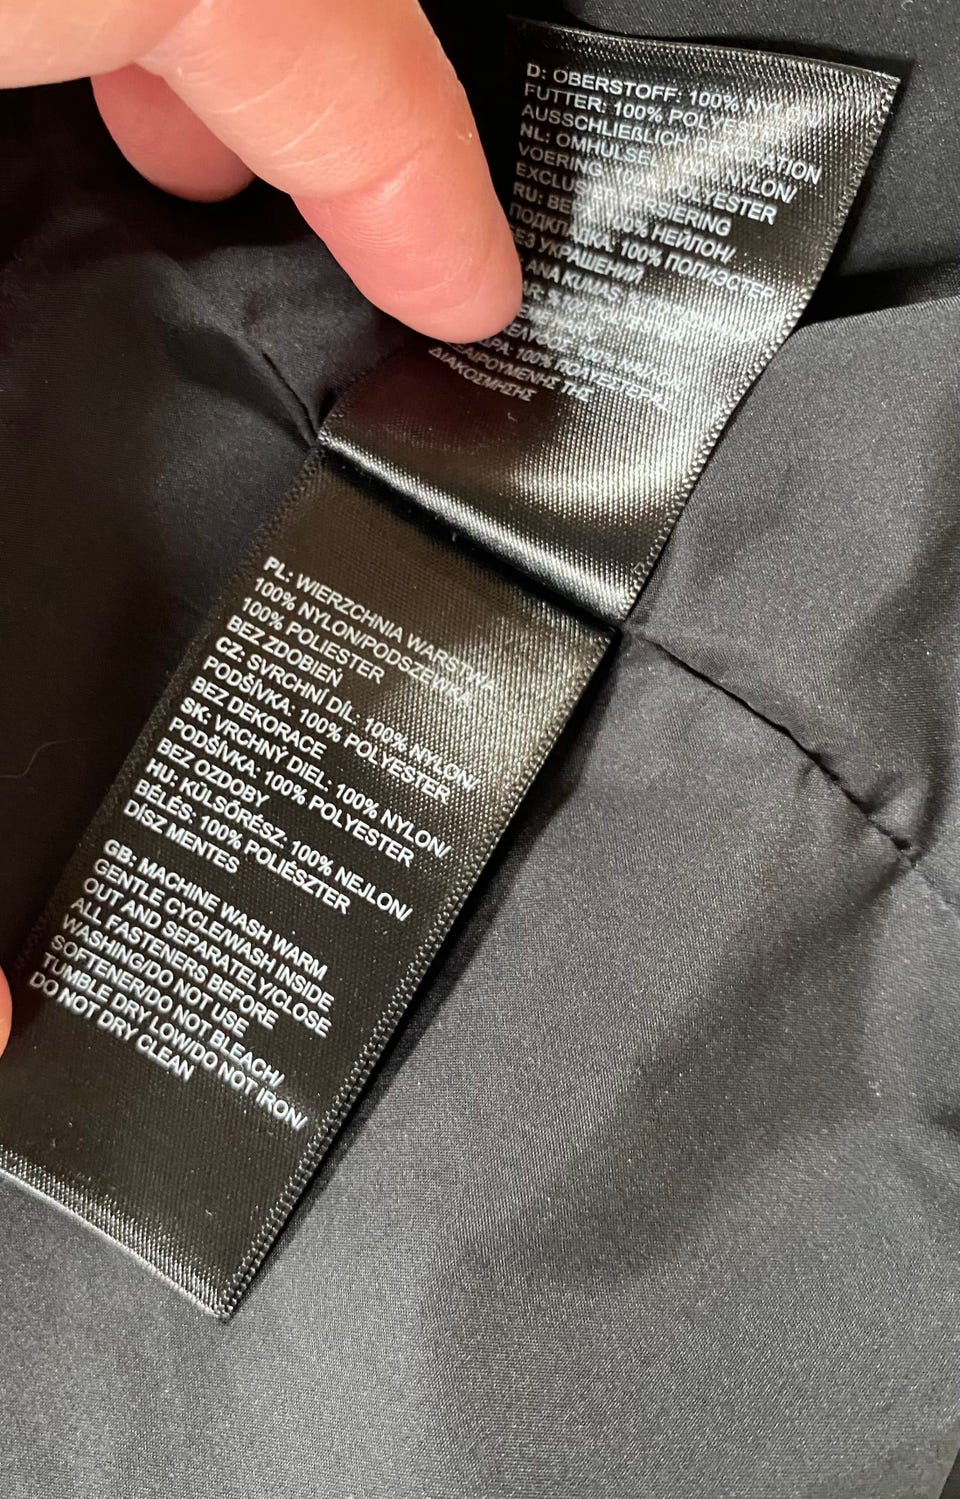 D: OBERSTOFF: 100% NYLON/
FUTTER: 100% POLYESTER
AUSSCHLIEßLICH DEKORATION
NL: OMHULSEL: NYLON/
VOERING: 100% POLYESTER
EXCLUSIEF VERSIERING
RU: 100% НЕЙЛОН/
ПОДКЛАДКА: 100% ПОЛИЭСТЕР
УКРАШЕНИЙ
ANA KUMAŞ:
100%
100% ΠΟΛΥΕΣΤΕΡΑΣ
ΤΗΣ
ΔΙΑΚΟΣΜΗΣΗΣ
PL: WIERZCHNIA WARSTWA:
100% NYLON/PODSZEWKA:
100% POLIESTER
BEZ ZDOBIEŃ
CZ: SVRCHNÍ DÍL: 100% NYLON/
PODŠÍVKA: 100% POLYESTER
BEZ DEKORACE
SK: VRCHNÝ DIEL: 100% NYLON/
PODŠÍVKA: 100% POLYESTER
BEZ OZDOBY
HU: KÜLSŐRÉSZ: 100% NEJLON/
BÉLÉS: 100% POLIÉSZTER
DÍSZ MENTES
GB: MACHINE WASH WARM
GENTLE CYCLE/WASH INSIDE
OUT AND SEPARATELY/CLOSE
ALL FASTENERS BEFORE
WASHING/DO NOT USE
SOFTENER/DO NOT BLEACH/
TUMBLE DRY LOW/DO NOT IRON/
DO NOT DRY CLEAN